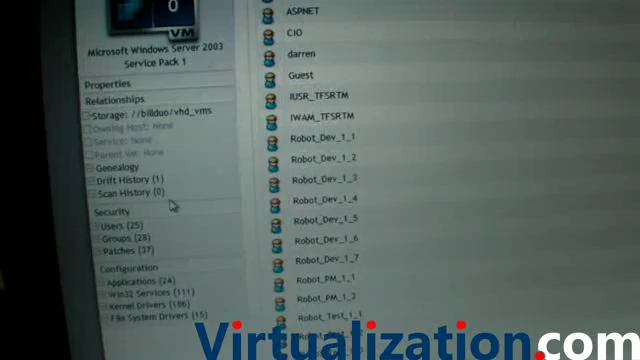 0
VM
Microsoft Windows Server 2003
Service Pack 1
Properties
Relationships
Storage: //billduo/vhd_vms
Owning Host: None
Service: None
Parent VM: None
Genealogy
Drift History (1)
Scan History (0)
Security
Users (25)
Groups (28)
Patches (37)
Configuration
Applications (24)
Win32 Services (111)
Kernel Drivers (186)
File System Drivers (15)
ASPNET
CIO
darren
Guest
IUSR_TFSRTM
IWAM_TFSRTM
Robot_Dev_1_1
Robot_Dev_1_2
Robot_Dev_1_3
Robot_Dev_1_4
Robot_Dev_1_5
Robot_Dev_1_6
Robot_Dev_1_7
Robot_PM_1_1
Robot_PM_1_2
Robot_Test_1_1
Virtualization.com